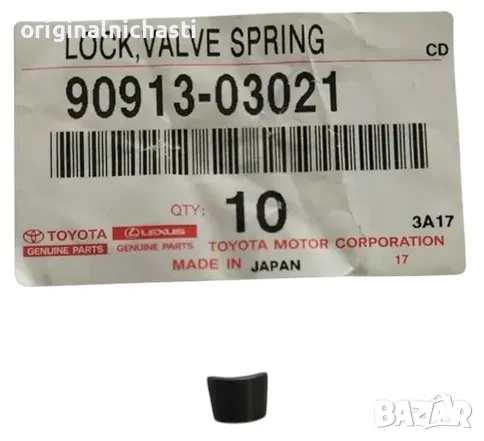 originalnichasti
LOCK,VALVE SPRING
CD
90913-03021
QTY: 10
3A17
TOYOTA
GENUINE PARTS
LEXUS
GENUINE PARTS
TOYOTA MOTOR CORPORATION
MADE IN JAPAN
17
BAZAR